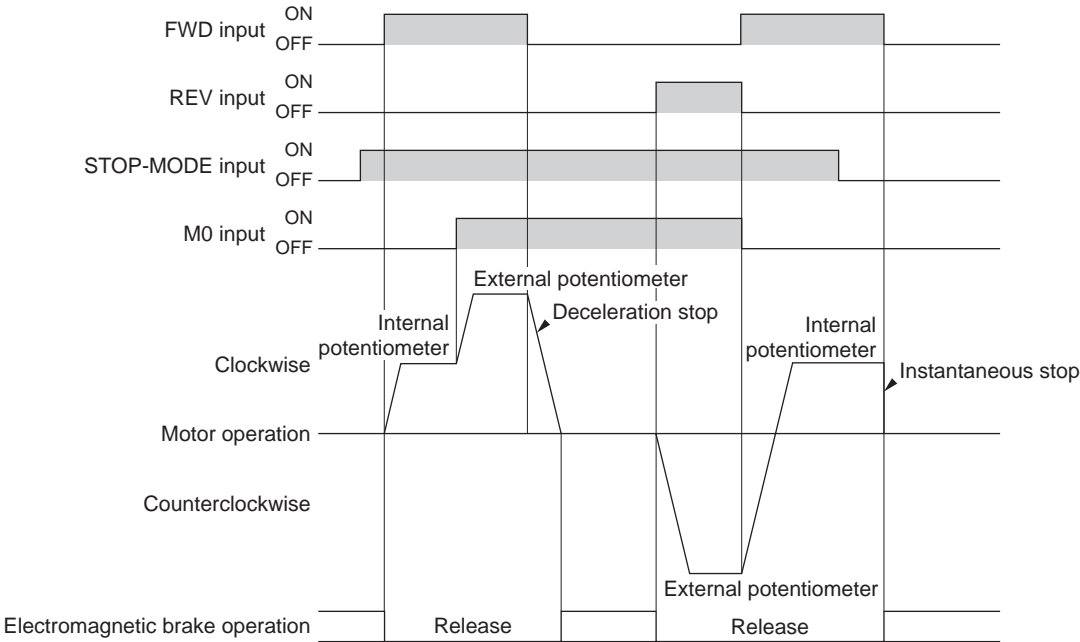 ON
FWD input
OFF
ON
REV input
OFF
ON
STOP-MODE input
OFF
ON
M0 input
OFF
External potentiometer
Deceleration stop
Internal
potentiometer
Internal
potentiometer
Clockwise
Instantaneous stop
Motor operation
Counterclockwise
External potentiometer
Electromagnetic brake operation
Release
Release